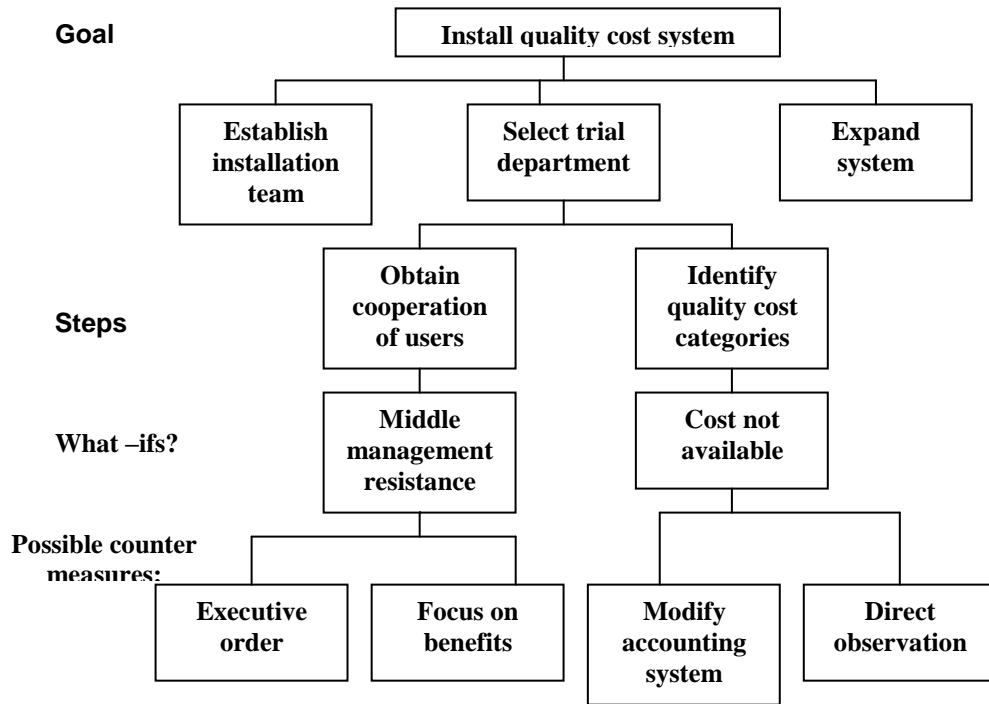 Goal
Install quality cost system
Establish
installation
team
Select trial
department
Expand
system
Steps
Obtain
cooperation
of users
Identify
quality cost
categories
What –ifs?
Middle
management
resistance
Cost not
available
Possible counter
measures:
Executive
order
Focus on
benefits
Modify
accounting
system
Direct
observation